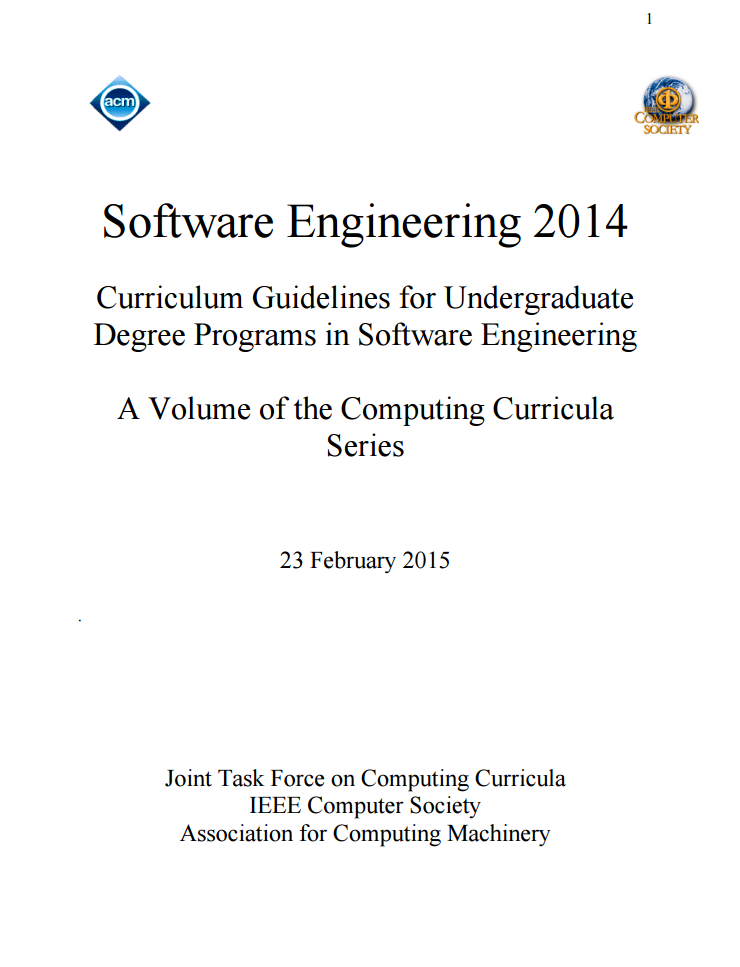 1
acm
COMPUTER
SOCIETY
Software Engineering 2014
Curriculum Guidelines for Undergraduate
Degree Programs in Software Engineering
A Volume of the Computing Curricula
Series
23 February 2015
.
Joint Task Force on Computing Curricula
IEEE Computer Society
Association for Computing Machinery